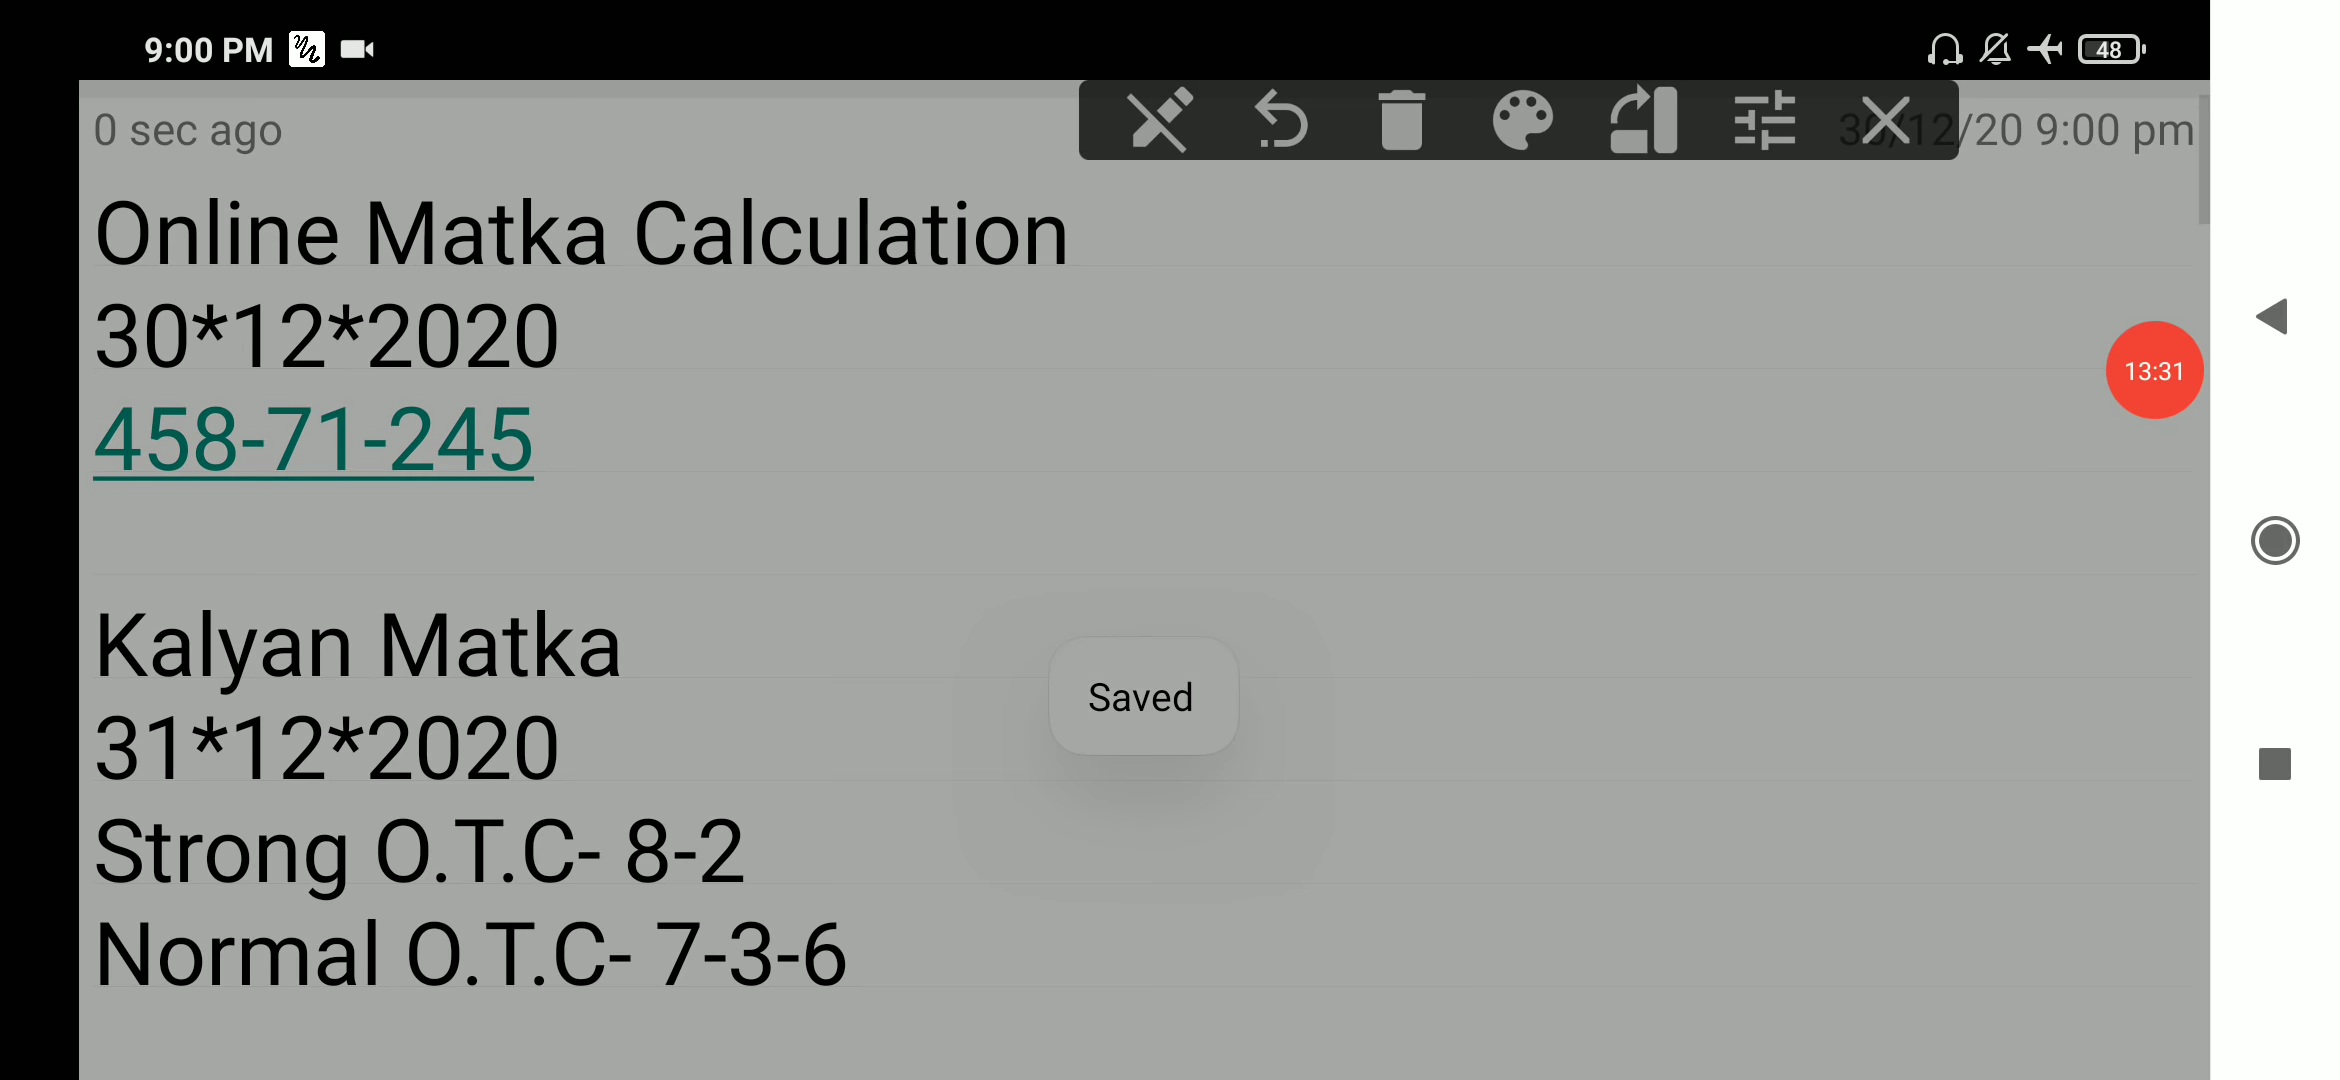 9:00 PM
48
0 sec ago
30/12/20 9:00 pm
Online Matka Calculation
30*12*2020
13:31
458-71-245
Kalyan Matka
Saved
31*12*2020
Strong O.T.C- 8-2
Normal O.T.C- 7-3-6